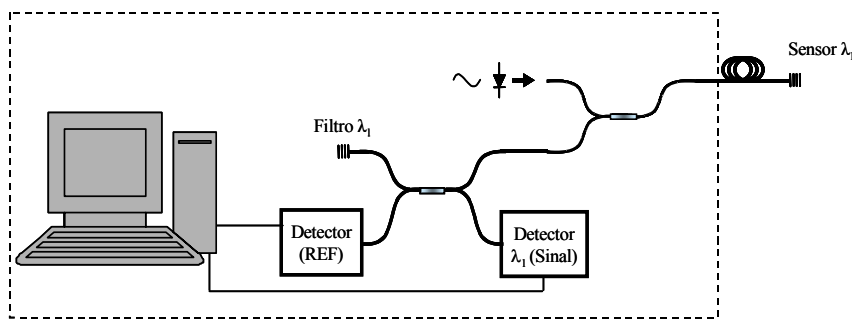 Sensor λ₁
Filtro λ₁
Detector
(REF)
Detector
λ₁ (Sinal)